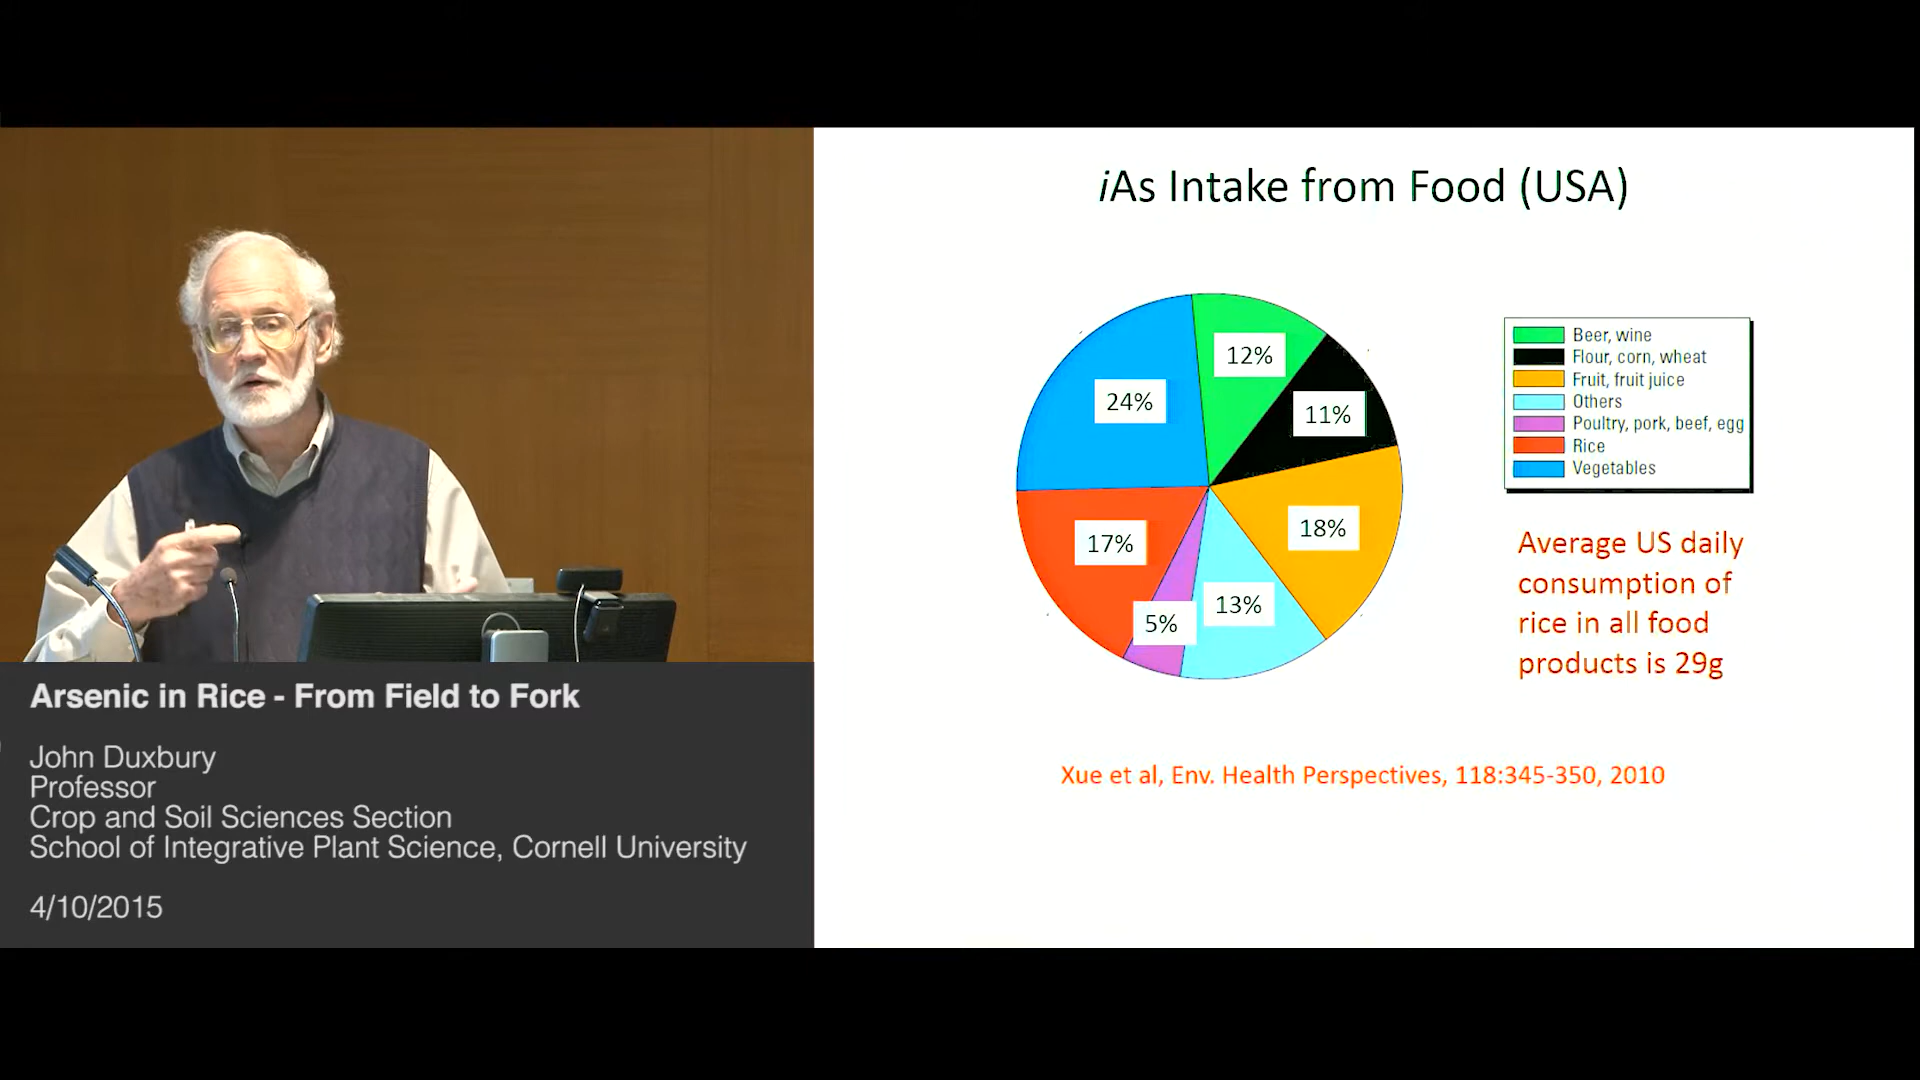 iAs Intake from Food (USA)
12%
24%
11%
18%
17%
13%
5%
Beer, wine
Flour, corn, wheat
Fruit, fruit juice
Others
Poultry, pork, beef, egg
Rice
Vegetables
Average US daily
consumption of
rice in all food
products is 29g
Xue et al, Env. Health Perspectives, 118:345-350, 2010
Arsenic in Rice - From Field to Fork
John Duxbury
Professor
Crop and Soil Sciences Section
School of Integrative Plant Science, Cornell University
4/10/2015